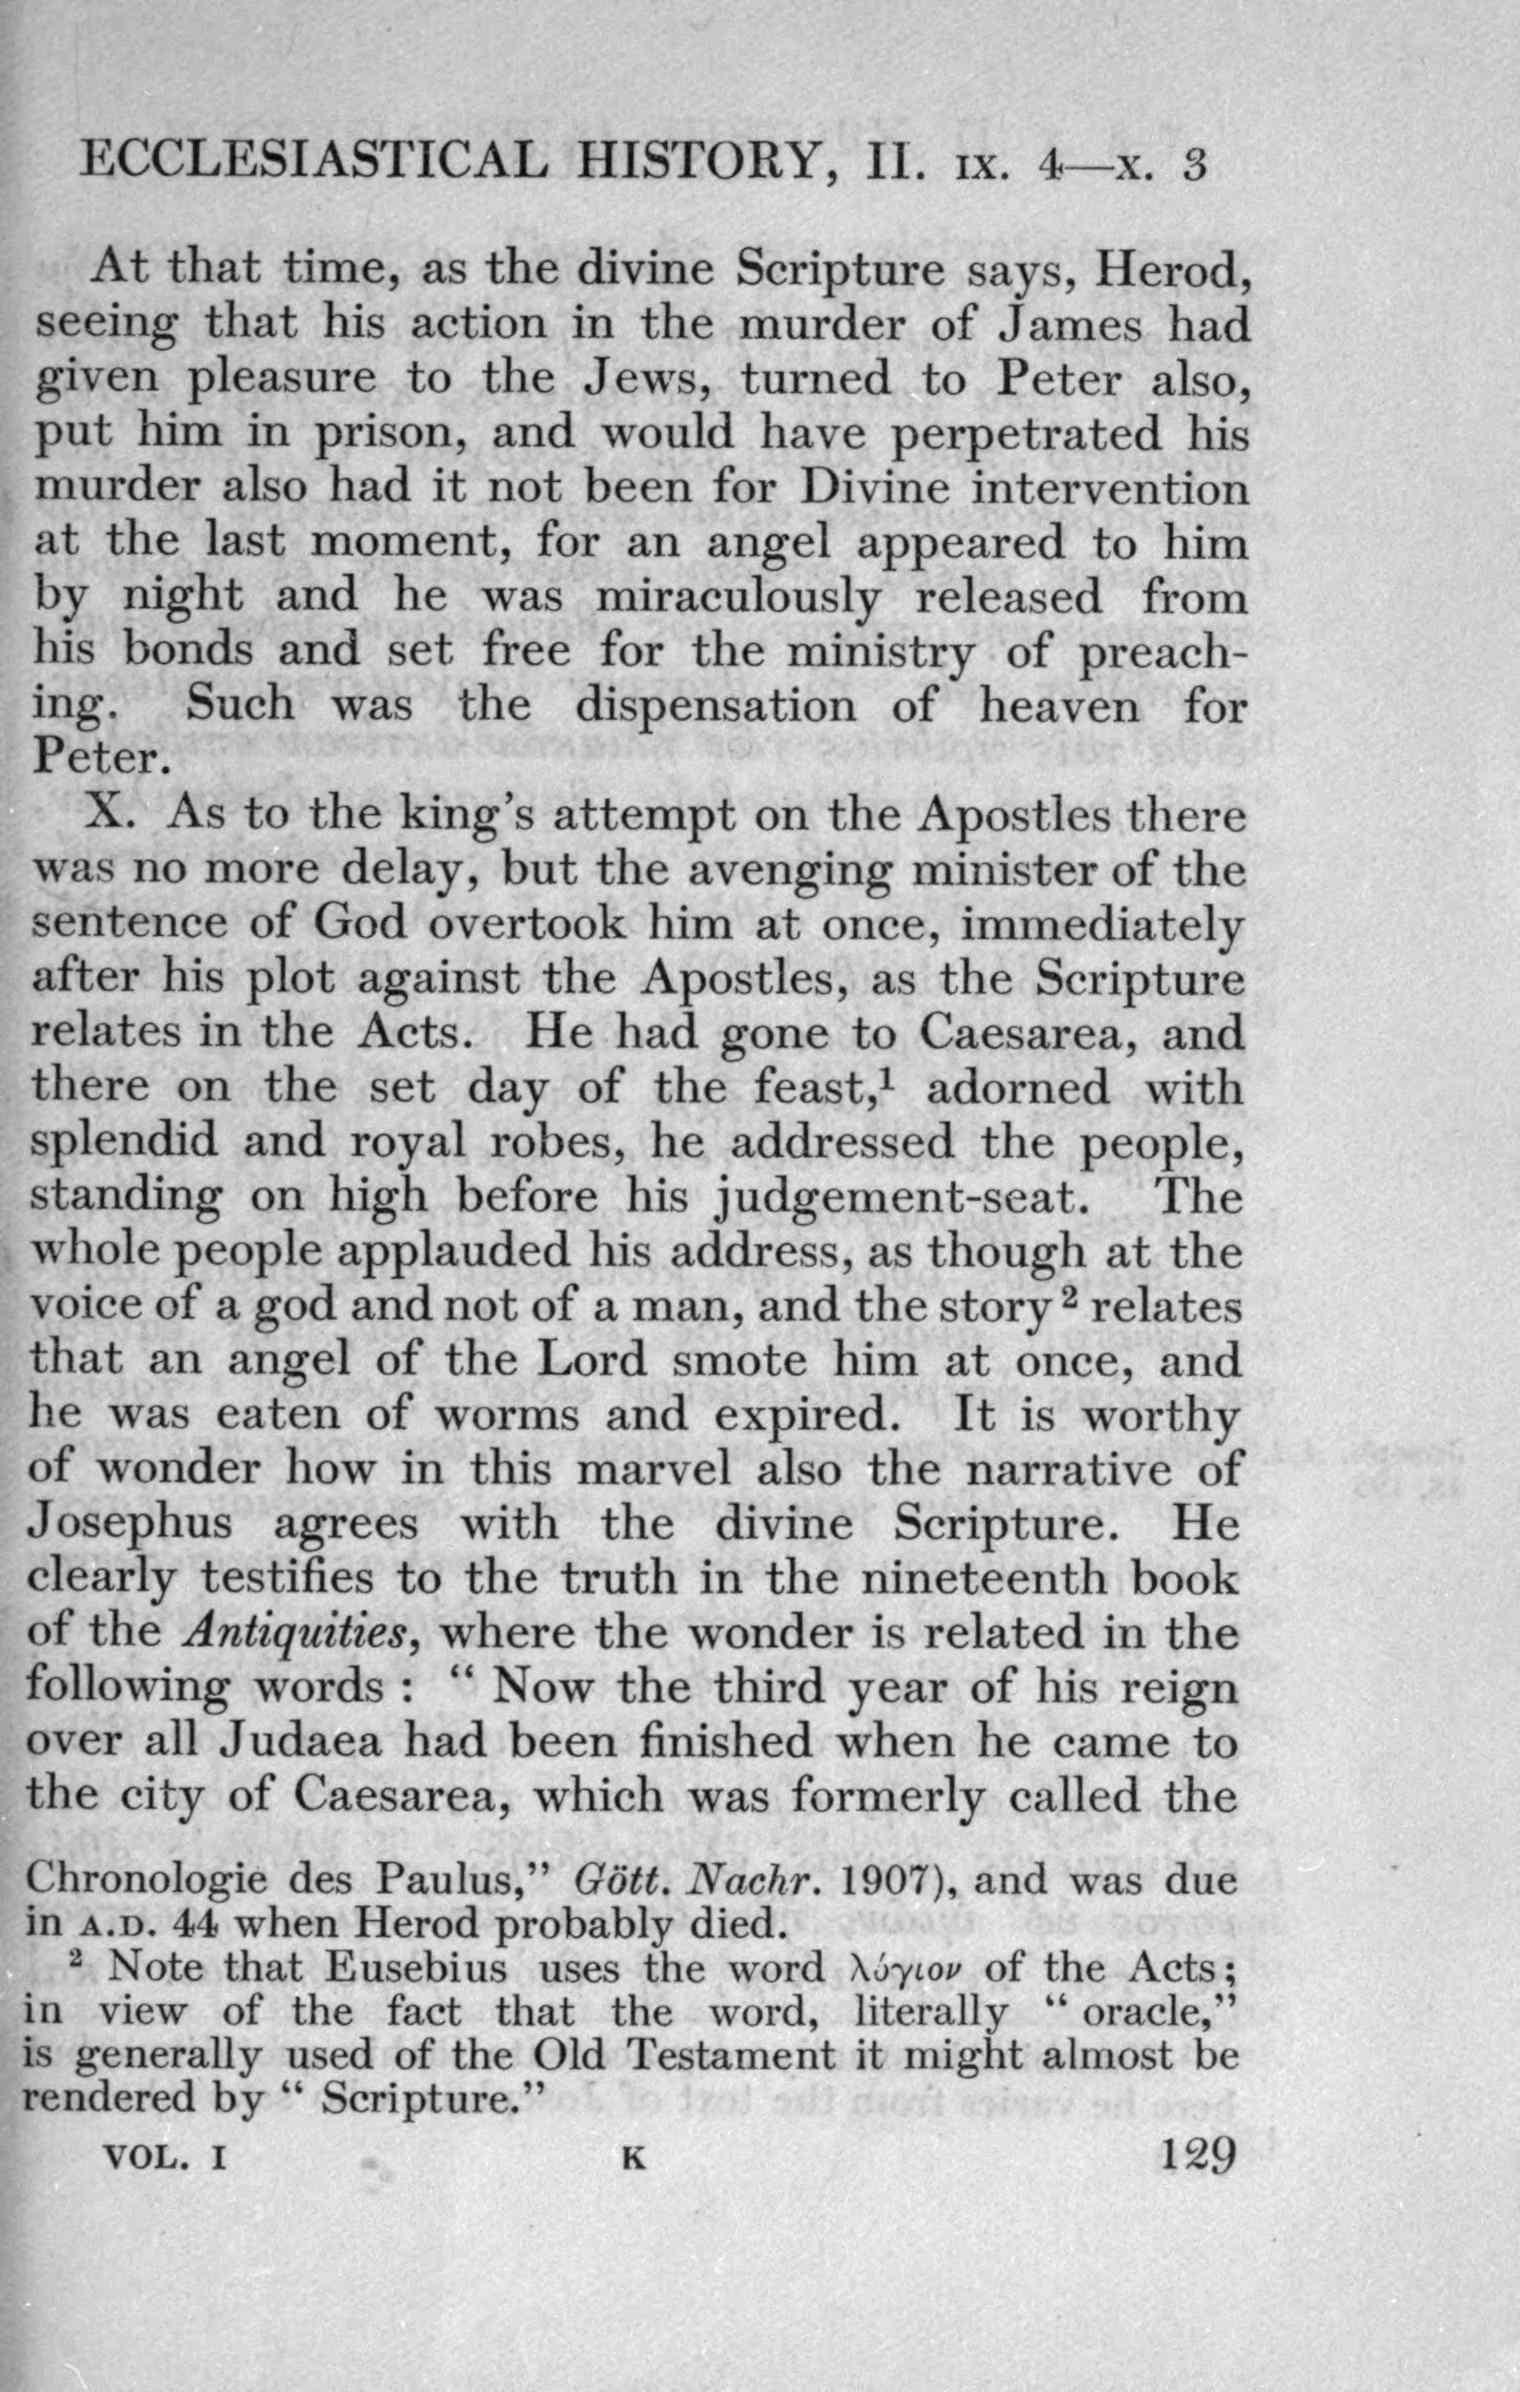 ECCLESIASTICAL HISTORY, II. IX. 4—X. 3
At that time, as the divine Scripture says, Herod,
seeing that his action in the murder of James had
given pleasure to the Jews, turned to Peter also,
put him in prison, and would have perpetrated his
murder also had it not been for Divine intervention
at the last moment, for an angel appeared to him
by night and he was miraculously released from
his bonds and set free for the ministry of preach-
ing. Such was the dispensation of heaven for
Peter.
X. As to the king's attempt on the Apostles there
was no more delay, but the avenging minister of the
sentence of God overtook him at once, immediately
after his plot against the Apostles, as the Scripture
relates in the Acts. He had gone to Caesarea, and
there on the set day of the feast,¹ adorned with
splendid and royal robes, he addressed the people,
standing on high before his judgement-seat. The
whole people applauded his address, as though at the
voice of a god and not of a man, and the story² relates
that an angel of the Lord smote him at once, and
he was eaten of worms and expired. It is worthy
of wonder how in this marvel also the narrative of
Josephus agrees with the divine Scripture. He
clearly testifies to the truth in the nineteenth book
of the Antiquities, where the wonder is related in the
following words : “ Now the third year of his reign
over all Judaea had been finished when he came to
the city of Caesarea, which was formerly called the
Chronologie des Paulus,” Gött. Nachr. 1907), and was due
in A.D. 44 when Herod probably died.
² Note that Eusebius uses the word λόγιον of the Acts;
in view of the fact that the word, literally “ oracle,”
is generally used of the Old Testament it might almost be
rendered by “ Scripture.”
VOL. I K 129